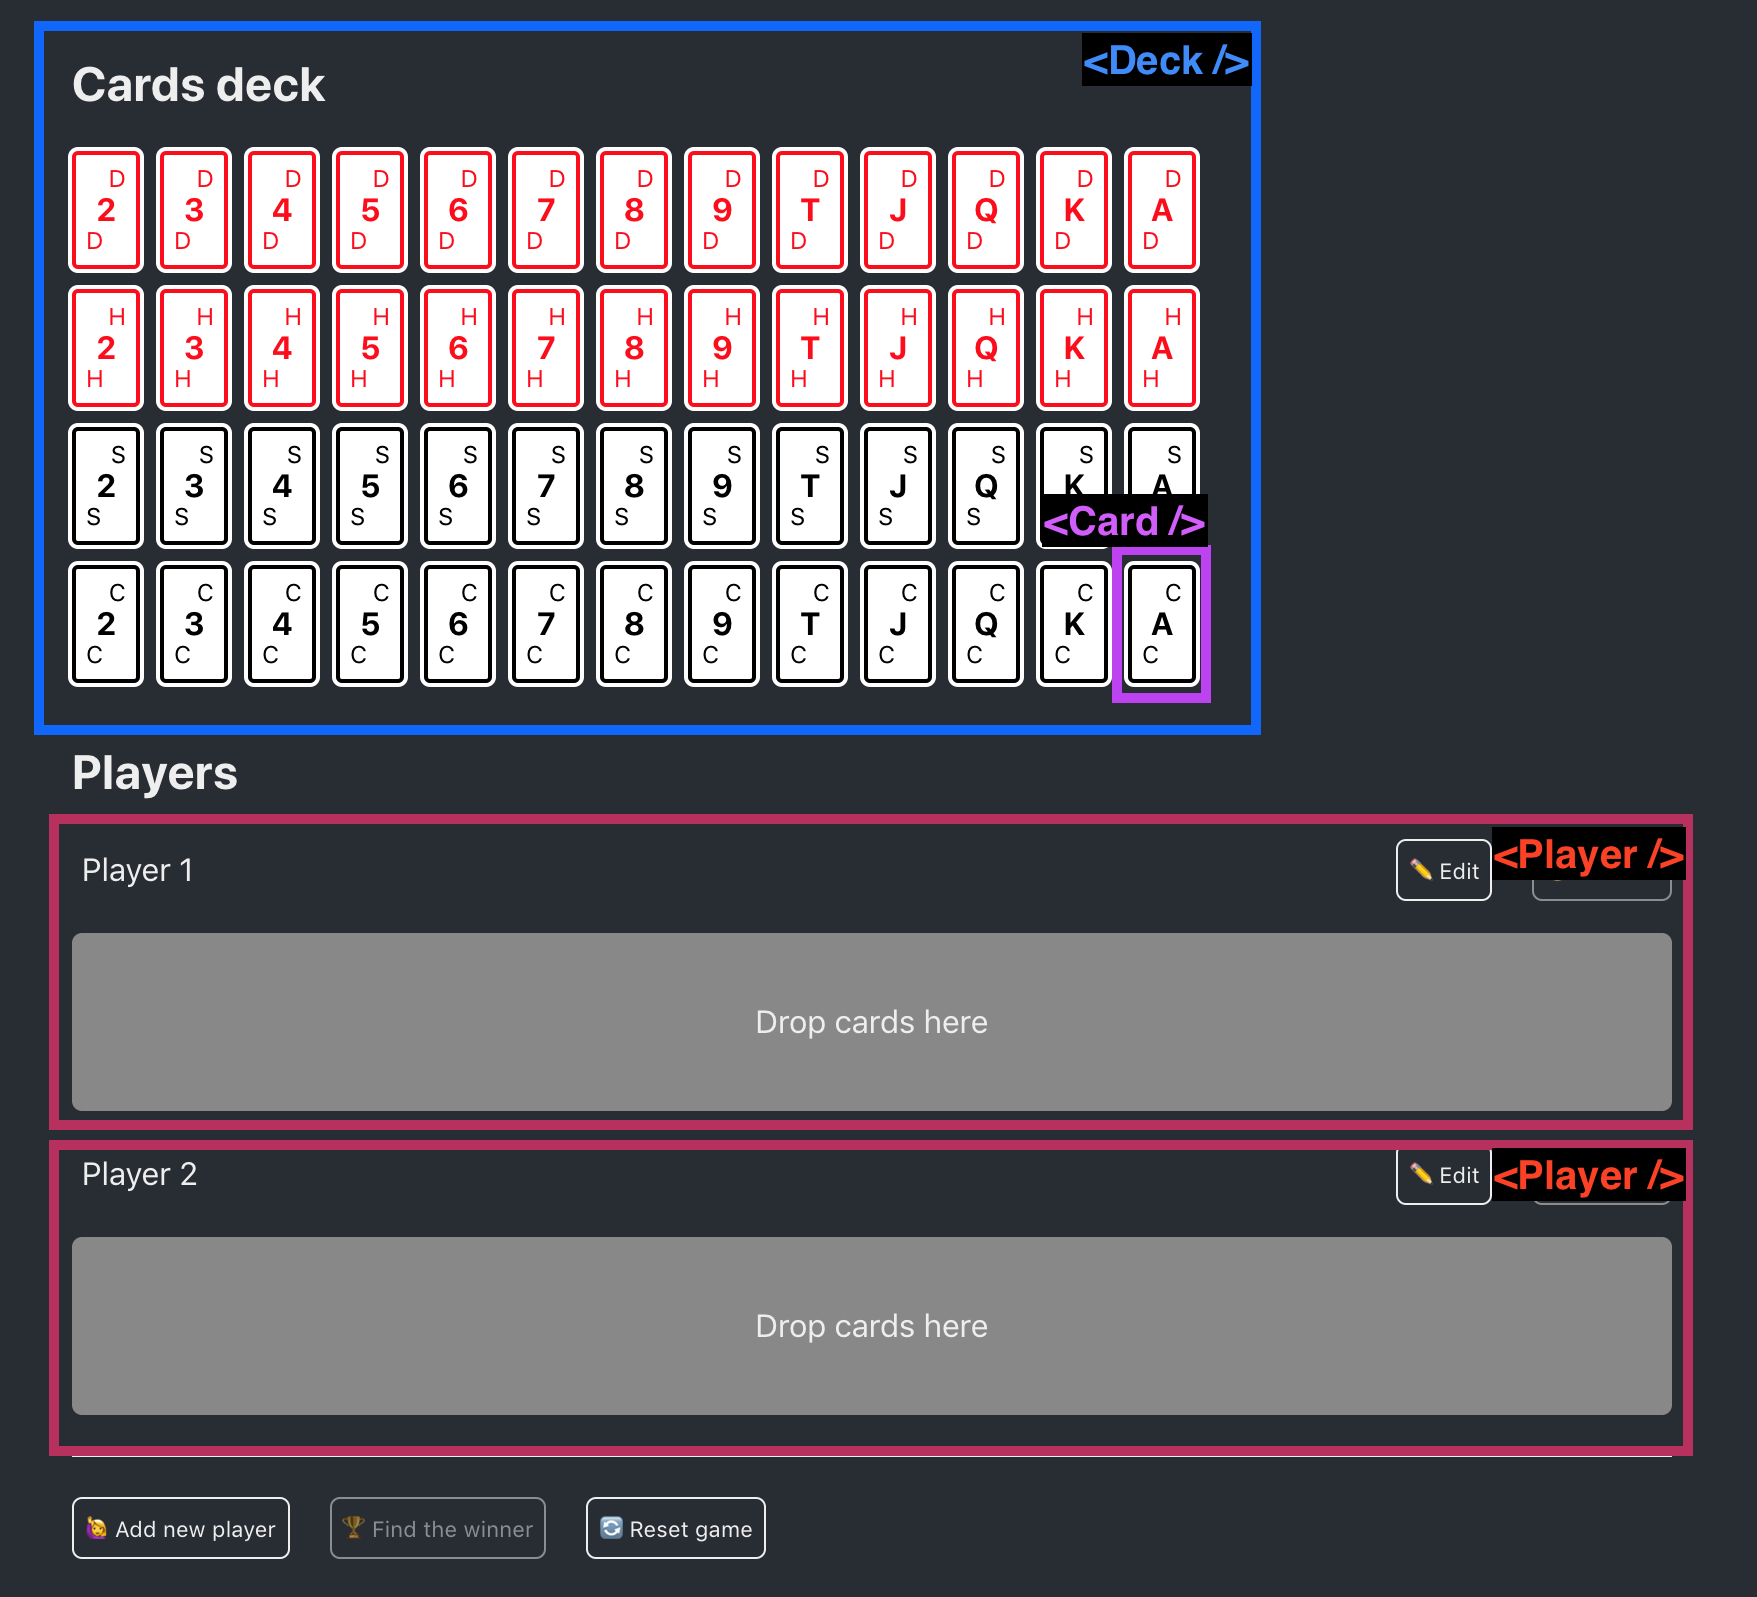 <Deck />
Cards deck
D D D D D D D D D D D D D
2 3 4 5 6 7 8 9 T J Q K A
D D D D D D D D D D D D D
H H H H H H H H H H H H H
2 3 4 5 6 7 8 9 T J Q K A
H H H H H H H H H H H H H
S S S S S S S S S S S S S
2 3 4 5 6 7 8 9 T J Q K A
S S S S S S S S S S S
<Card />
C C C C C C C C C C C C C
2 3 4 5 6 7 8 9 T J Q K A
C C C C C C C C C C C C C
Players
Player 1 Edit <Player />
Drop cards here
Player 2 Edit <Player />
Drop cards here
Add new player Find the winner Reset game